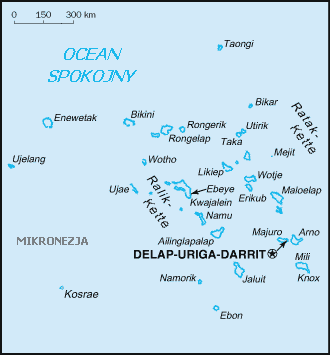 0 150 300 km
OCEAN
SPOKOJNY
Taongi
Bikar
Ratak-
Kette
Enewetak
Bikini
Rongerik
Rongelap
Utirik
Taka
Mejit
Ujelang
Wotho
Likiep
Wotje
Ujae
Ralik-
Kette
Ebeye
Kwajalein
Erikub
Maloelap
Namu
Ailinglapalap
Majuro
Arno
MIKRONEZJA
DELAP-ULIGA-DARRIT
Mili
Knox
Namorik
Jaluit
Kosrae
Ebon